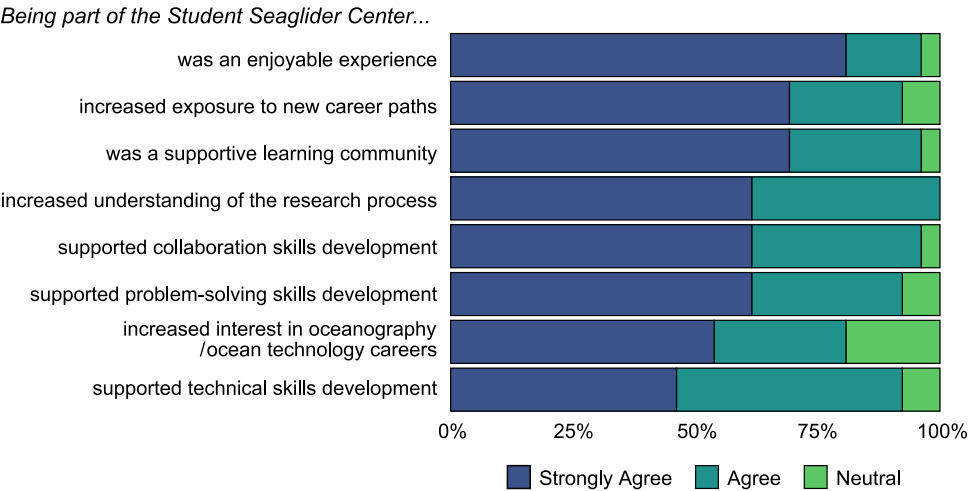 Being part of the Student Seaglider Center...
was an enjoyable experience
increased exposure to new career paths
was a supportive learning community
increased understanding of the research process
supported collaboration skills development
supported problem-solving skills development
increased interest in oceanography
/ocean technology careers
supported technical skills development
0% 25% 50% 75% 100%
Strongly Agree Agree Neutral